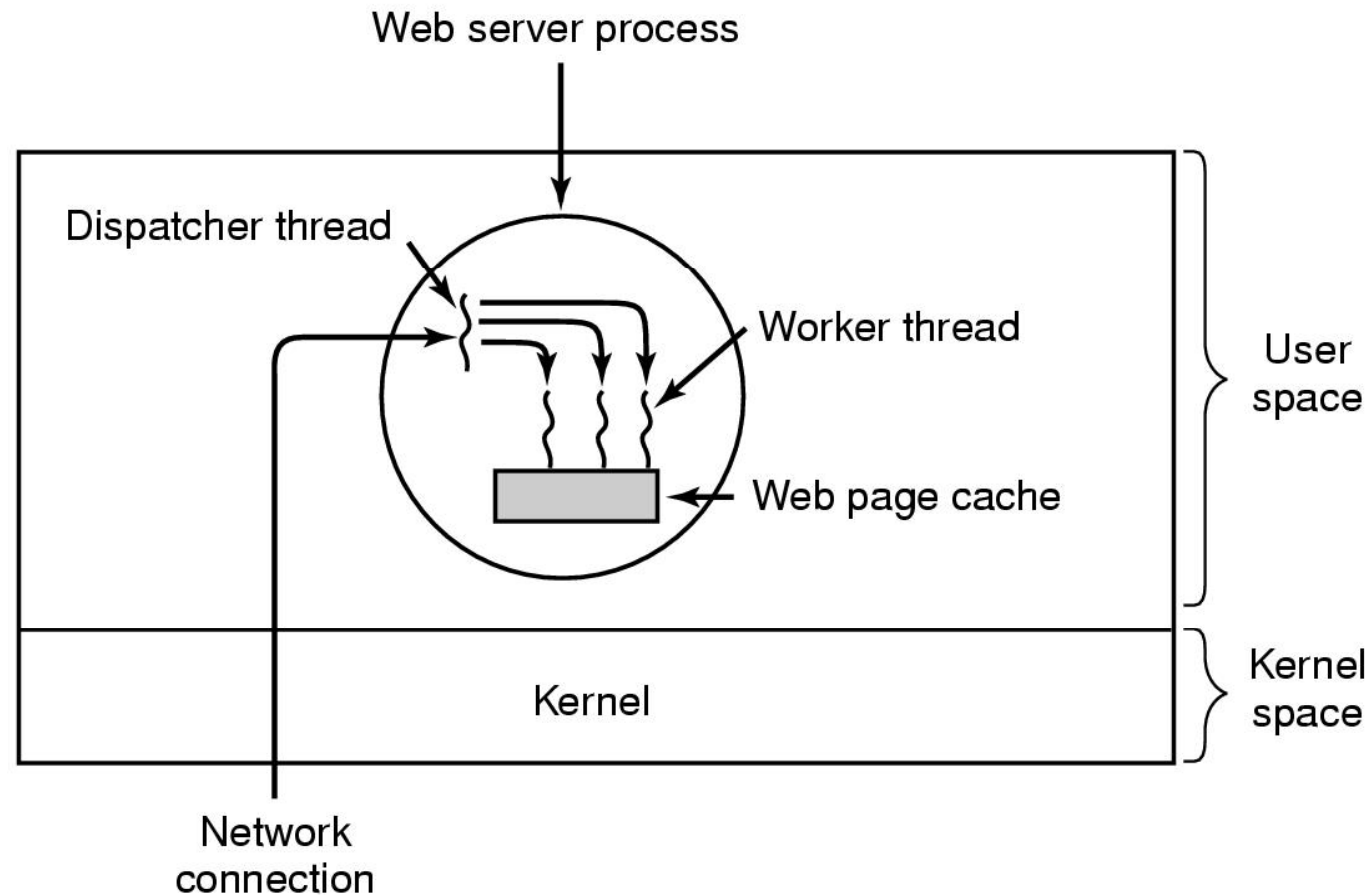 Web server process
Dispatcher thread
Worker thread
User
space
Web page cache
Kernel
Kernel
space
Network
connection